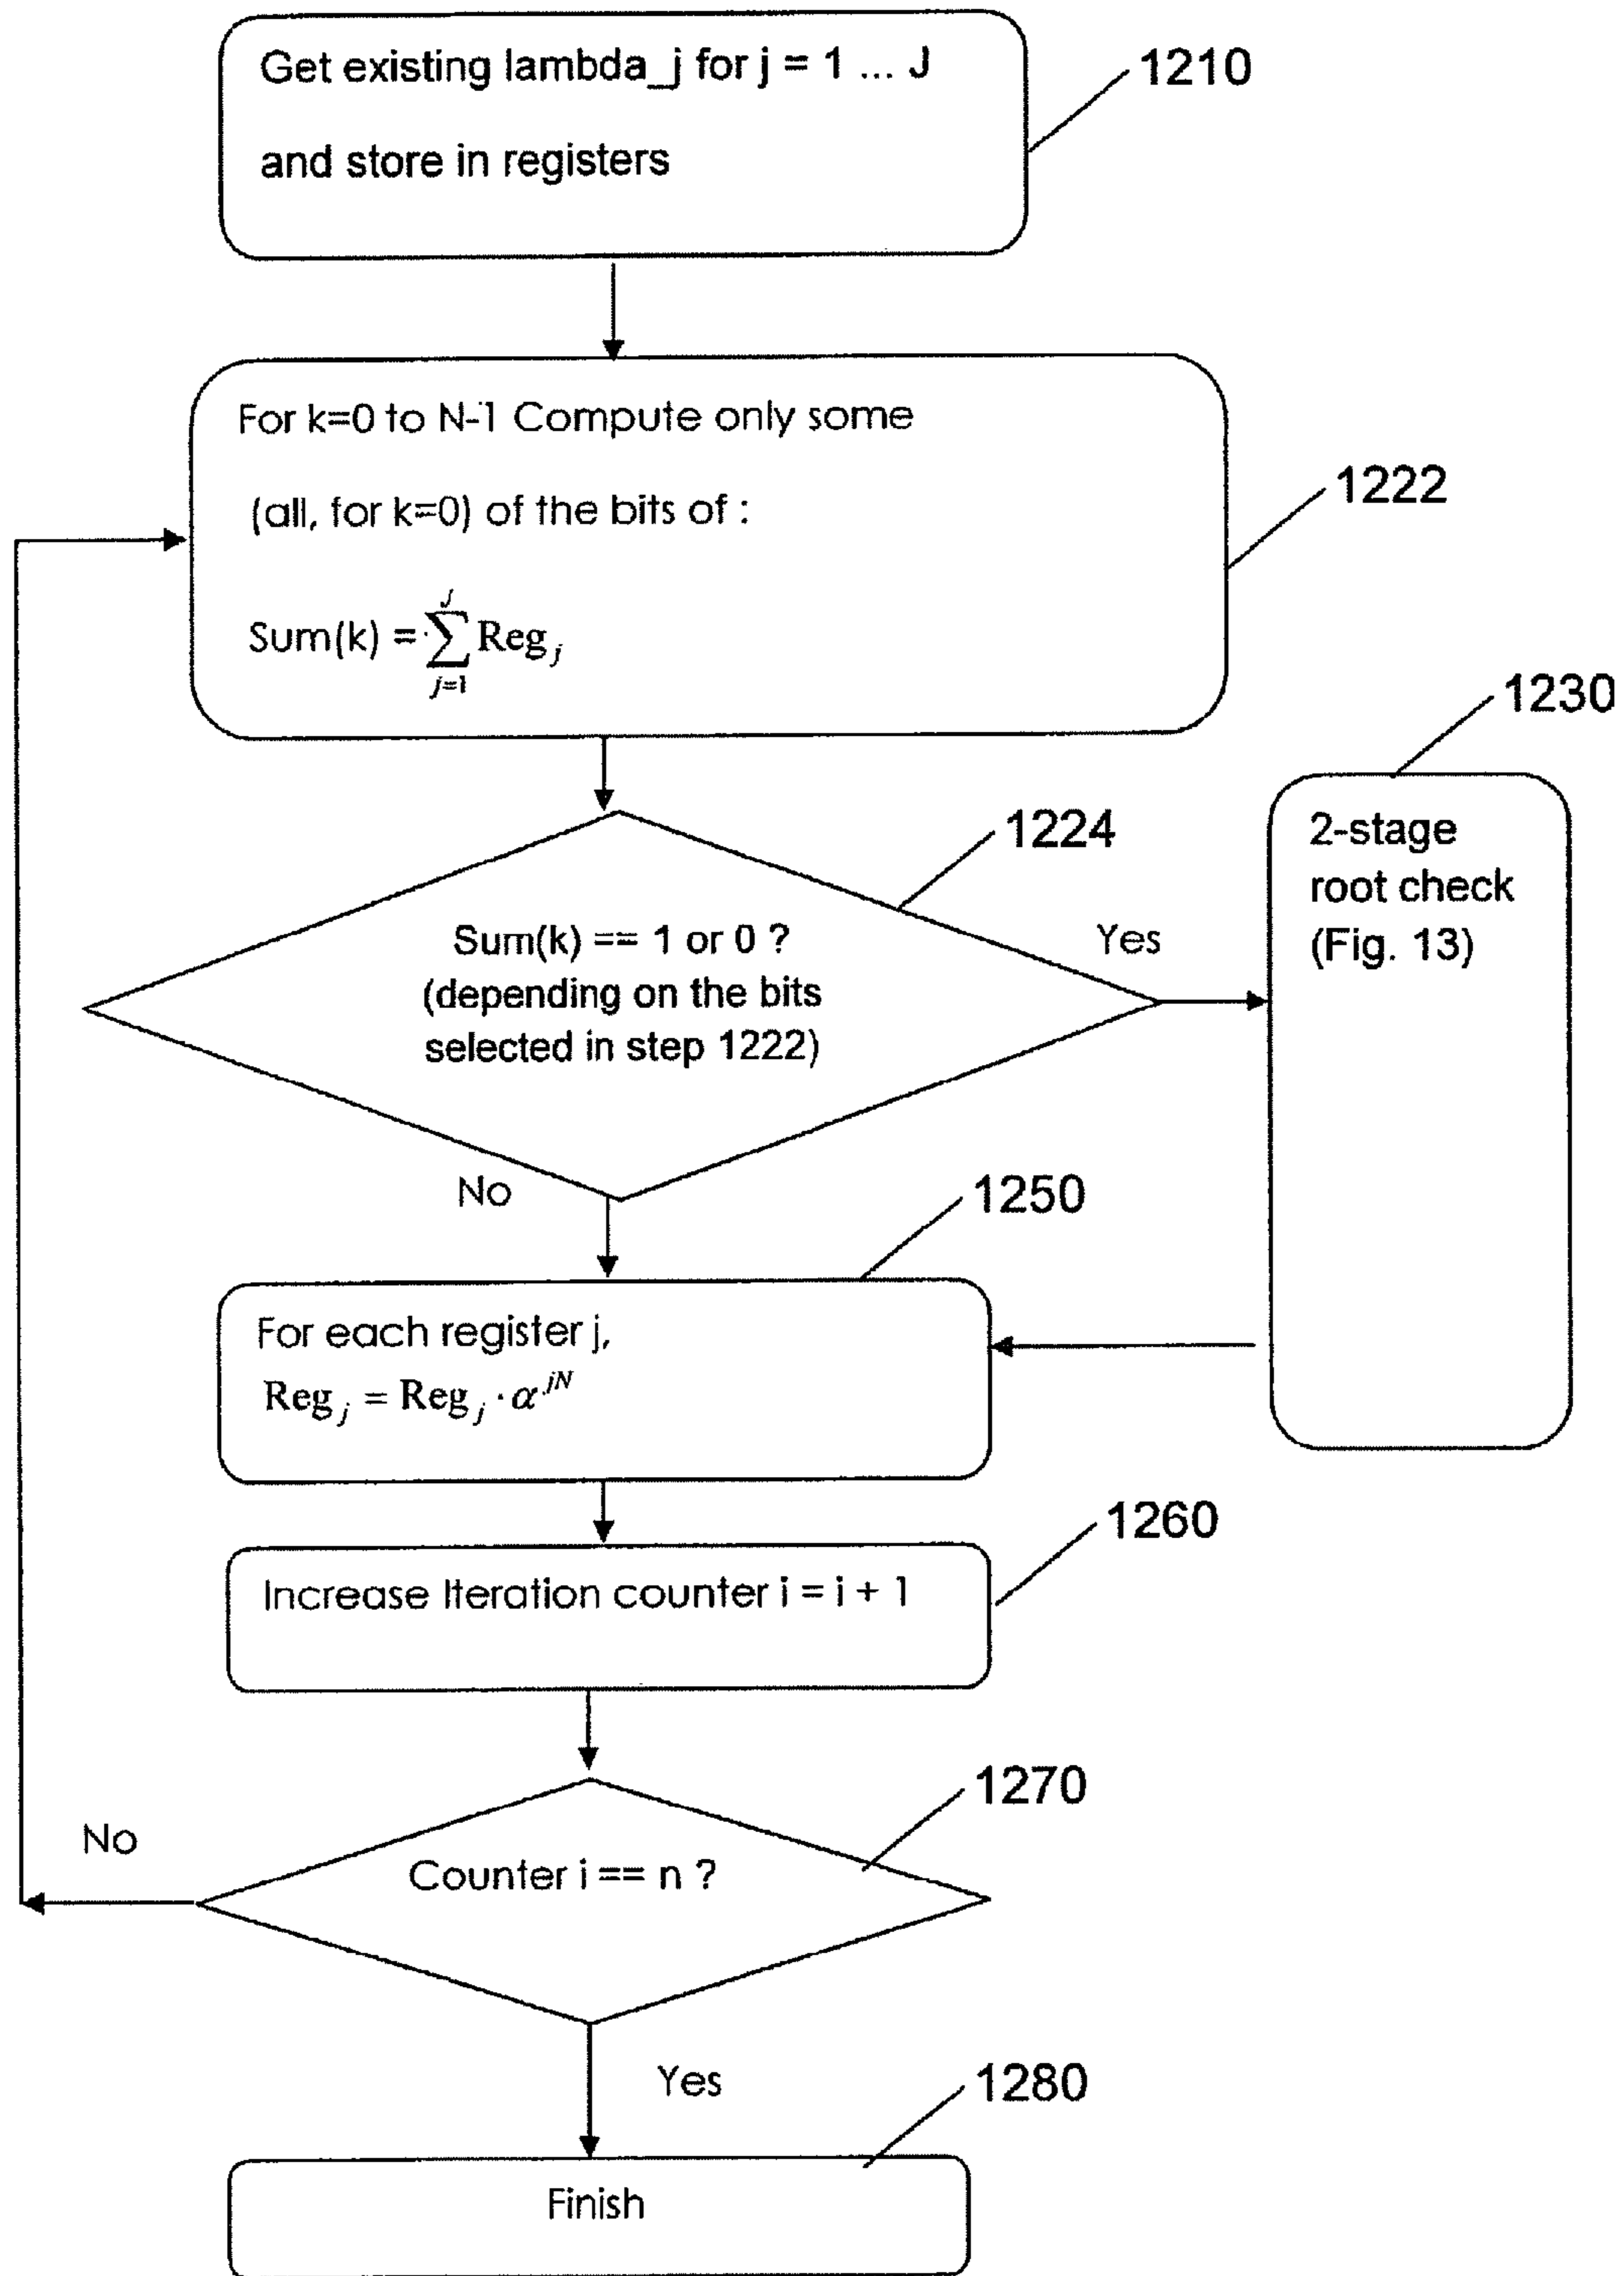 Get existing lambda_j for j = 1 ... J
and store in registers
1210
For k=0 to N-1 Compute only some
(all, for k=0) of the bits of :
Sum(k) = ∑_{j=1}^{J} Reg_j
1222
1230
2-stage
root check
(Fig. 13)
1224
Sum(k) == 1 or 0 ?
(depending on the bits
selected in step 1222)
Yes
No
1250
For each register j,
Reg_j = Reg_j · α^{jN}
1260
Increase Iteration counter i = i + 1
1270
No
Counter i == n ?
Yes
1280
Finish